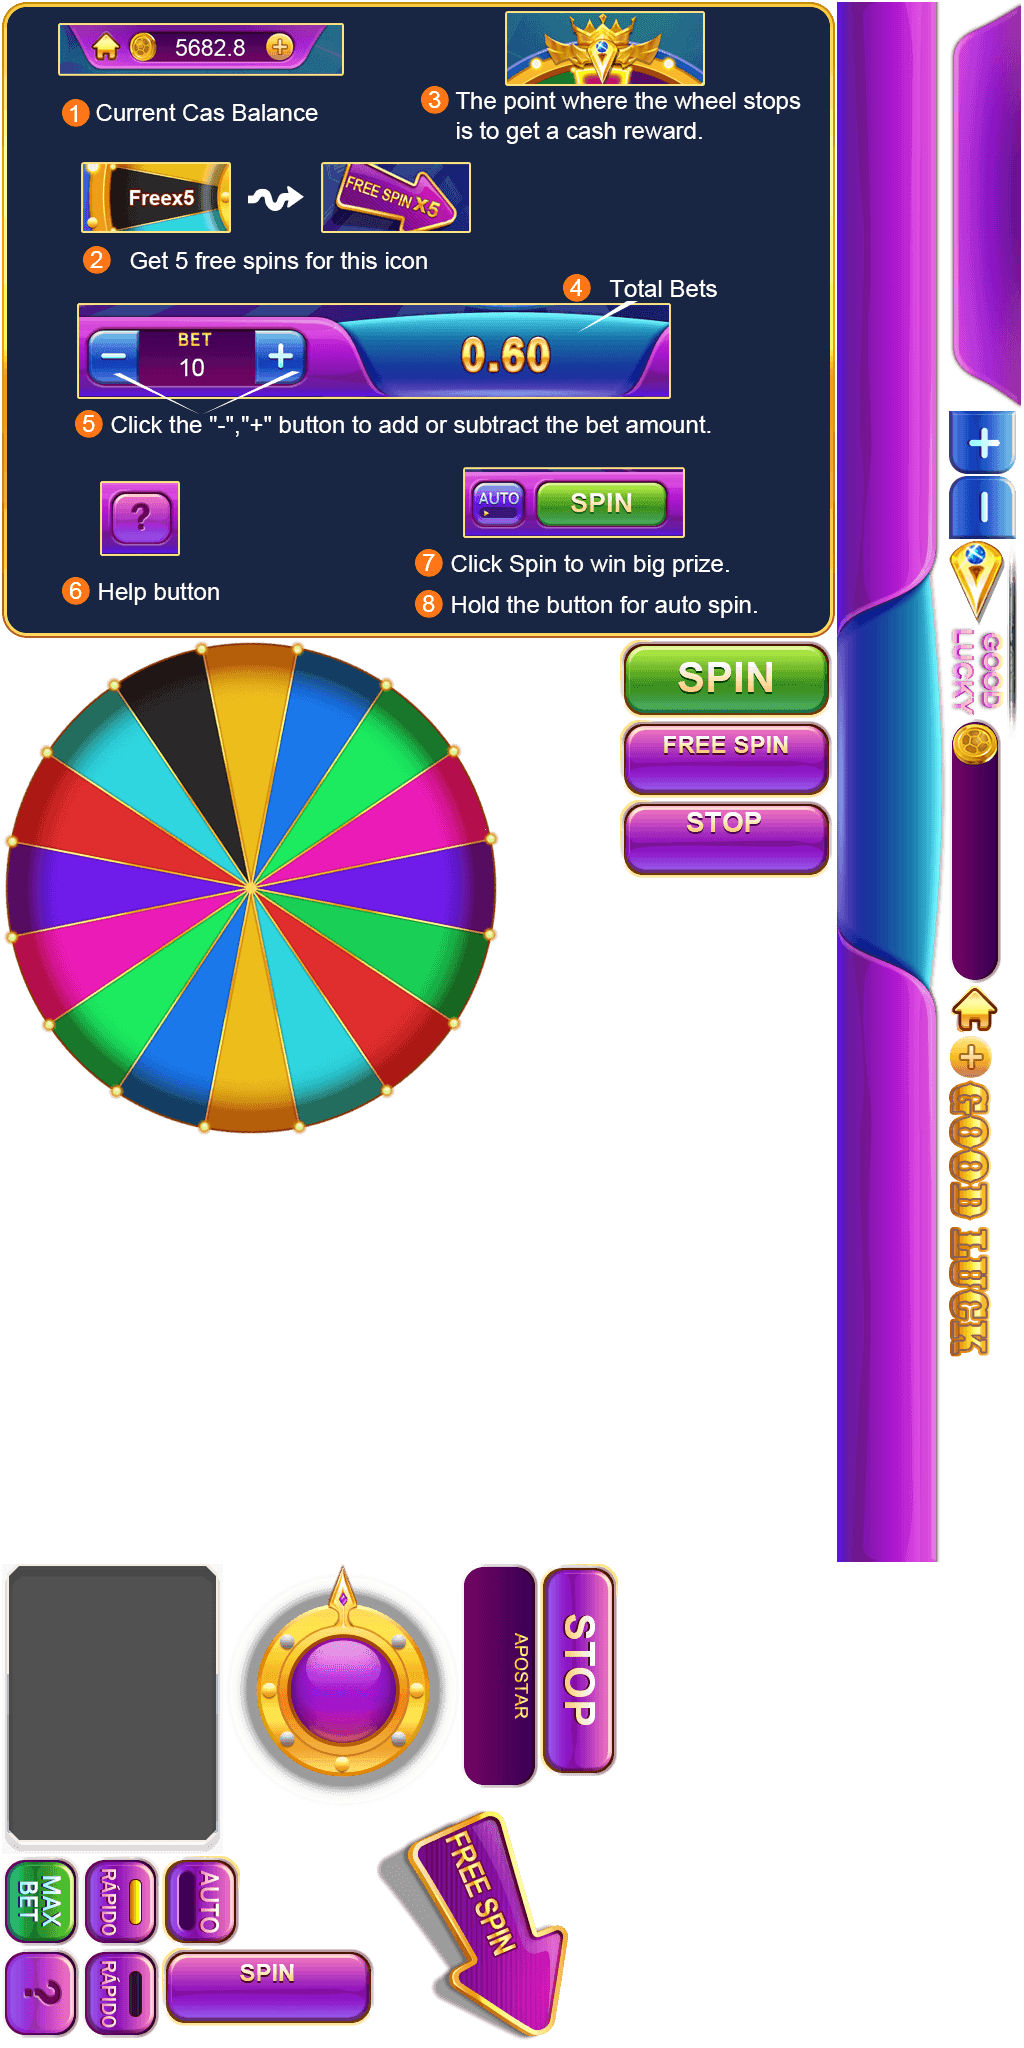 5682.8
1 Current Cas Balance
3 The point where the wheel stops
is to get a cash reward.
Freex5
FREE SPIN X5
2 Get 5 free spins for this icon
4 Total Bets
BET
10
0.60
5 Click the "-","+" button to add or subtract the bet amount.
?
AUTO
SPIN
6 Help button
7 Click Spin to win big prize.
8 Hold the button for auto spin.
SPIN
FREE SPIN
STOP
GOOD
LUCKY
GOOD LUCK
APOSTAR
STOP
FREE SPIN
MAX
BET
RÁPIDO
AUTO
?
RÁPIDO
SPIN